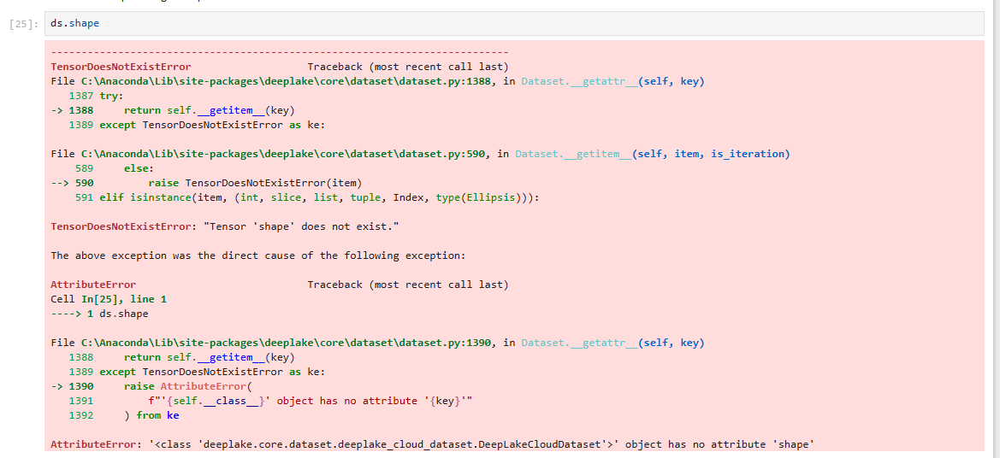 [25]: ds.shape
---------------------------------------------------------------------------
TensorDoesNotExistError                   Traceback (most recent call last)
File C:\Anaconda\Lib\site-packages\deeplake\core\dataset\dataset.py:1388, in Dataset.__getattr__(self, key)
   1387 try:
-> 1388     return self.__getitem__(key)
   1389 except TensorDoesNotExistError as ke:
File C:\Anaconda\Lib\site-packages\deeplake\core\dataset\dataset.py:590, in Dataset.__getitem__(self, item, is_iteration)
    589     else:
--> 590         raise TensorDoesNotExistError(item)
    591 elif isinstance(item, (int, slice, list, tuple, Index, type(Ellipsis))):
TensorDoesNotExistError: "Tensor 'shape' does not exist."
The above exception was the direct cause of the following exception:
AttributeError                            Traceback (most recent call last)
Cell In[25], line 1
----> 1 ds.shape
File C:\Anaconda\Lib\site-packages\deeplake\core\dataset\dataset.py:1390, in Dataset.__getattr__(self, key)
   1388     return self.__getitem__(key)
   1389 except TensorDoesNotExistError as ke:
-> 1390     raise AttributeError(
   1391         f"'{self.__class__}' object has no attribute '{key}'"
   1392     ) from ke
AttributeError: '<class 'deeplake.core.dataset.deeplake_cloud_dataset.DeepLakeCloudDataset'>' object has no attribute 'shape'